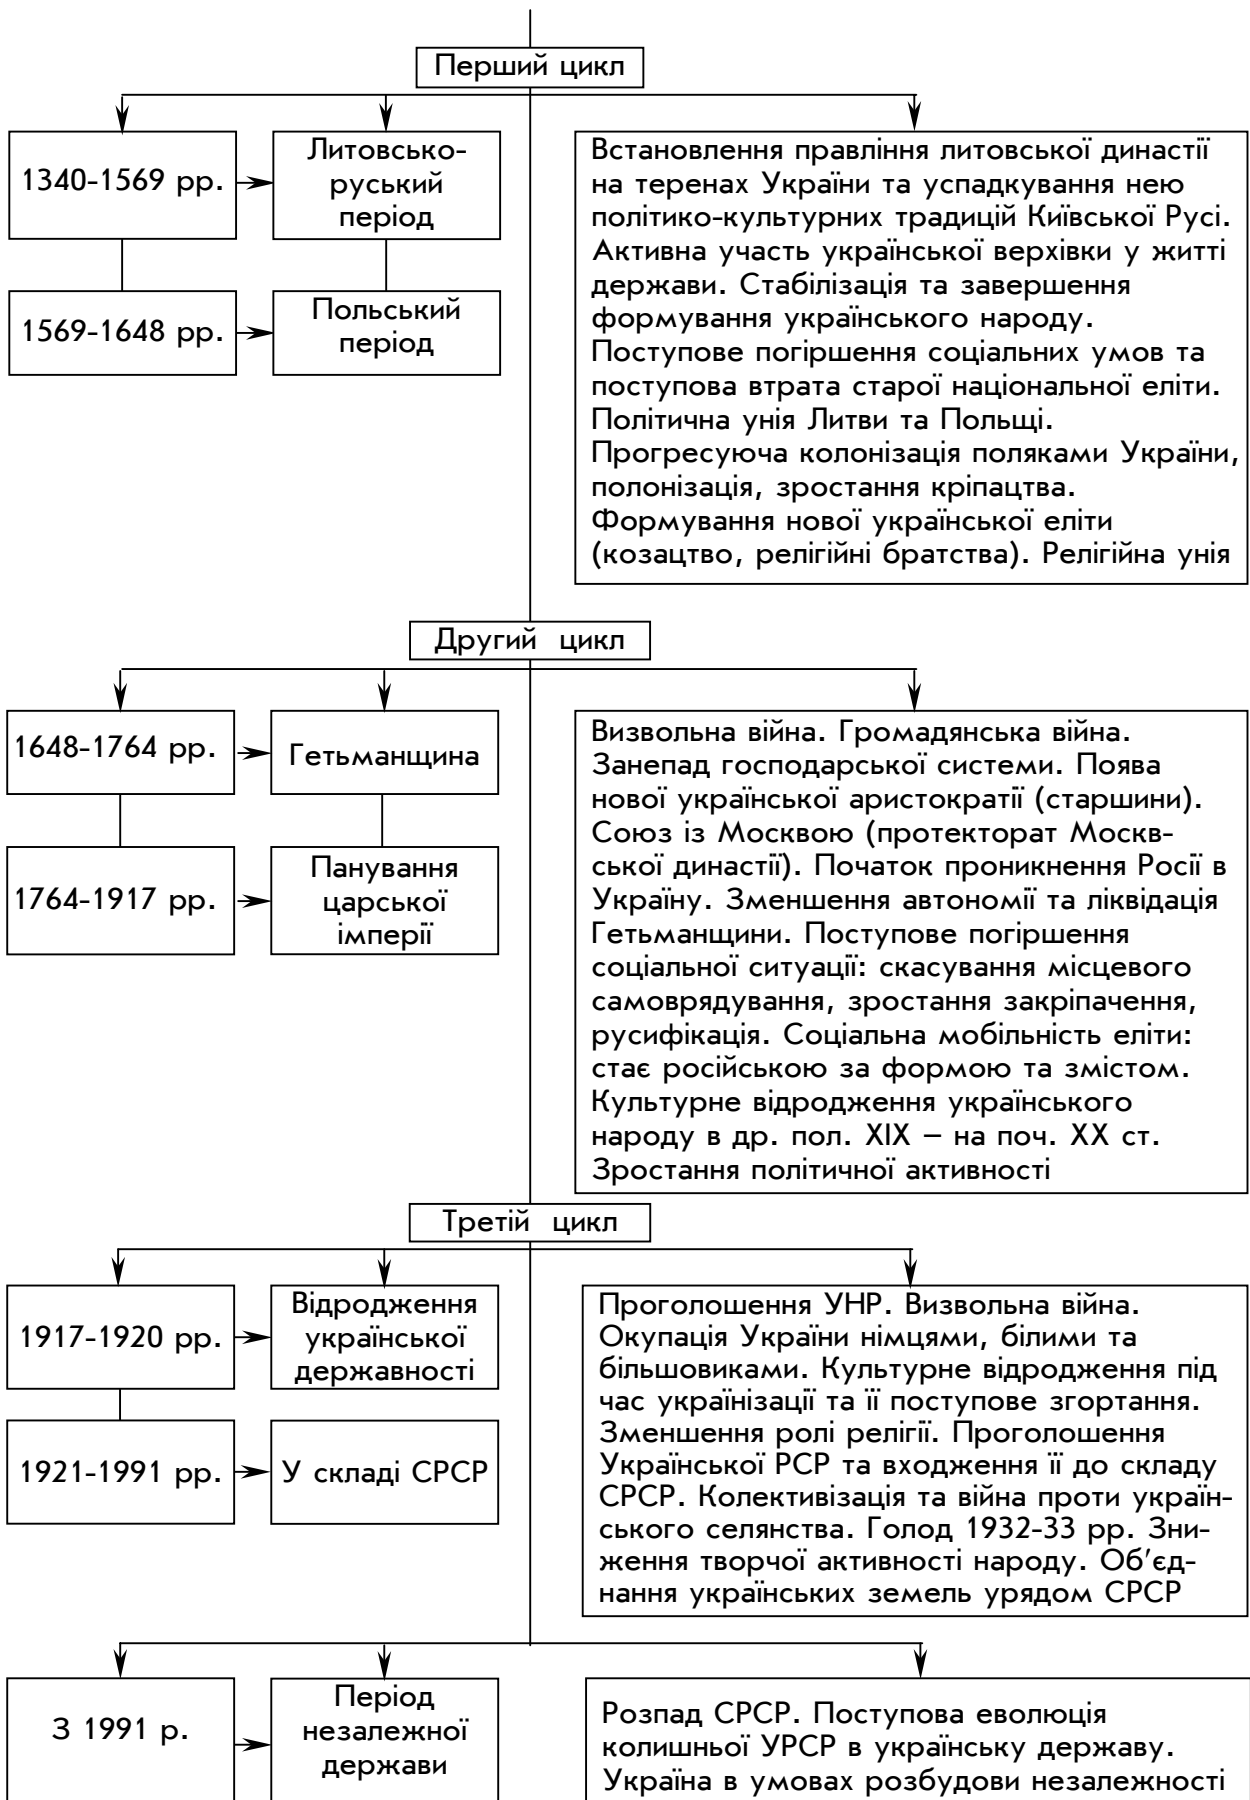 Перший цикл
1340-1569 рр.
Литовсько-
руський
період
1569-1648 рр.
Польський
період
Встановлення правління литовської династії
на теренах України та успадкування нею
політико-культурних традицій Київської Русі.
Активна участь української верхівки у житті
держави. Стабілізація та завершення
формування українського народу.
Поступове погіршення соціальних умов та
поступова втрата старої національної еліти.
Політична унія Литви та Польщі.
Прогресуюча колонізація поляками України,
полонізація, зростання кріпацтва.
Формування нової української еліти
(козацтво, релігійні братства). Релігійна унія
Другий цикл
1648-1764 рр.
Гетьманщина
1764-1917 рр.
Панування
царської
імперії
Визвольна війна. Громадянська війна.
Занепад господарської системи. Поява
нової української аристократії (старшини).
Союз із Москвою (протекторат Москв-
ської династії). Початок проникнення Росії в
Україну. Зменшення автономії та ліквідація
Гетьманщини. Поступове погіршення
соціальної ситуації: скасування місцевого
самоврядування, зростання закріпачення,
русифікація. Соціальна мобільність еліти:
стає російською за формою та змістом.
Культурне відродження українського
народу в др. пол. XIX – на поч. XX ст.
Зростання політичної активності
Третій цикл
1917-1920 рр.
Відродження
української
державності
1921-1991 рр.
У складі СРСР
Проголошення УНР. Визвольна війна.
Окупація України німцями, білими та
більшовиками. Культурне відродження під
час українізації та її поступове згортання.
Зменшення ролі релігії. Проголошення
Української РСР та входження її до складу
СРСР. Колективізація та війна проти україн-
ського селянства. Голод 1932-33 рр. Зни-
ження творчої активності народу. Об’єд-
нання українських земель урядом СРСР
З 1991 р.
Період
незалежної
держави
Розпад СРСР. Поступова еволюція
колишньої УРСР в українську державу.
Україна в умовах розбудови незалежності